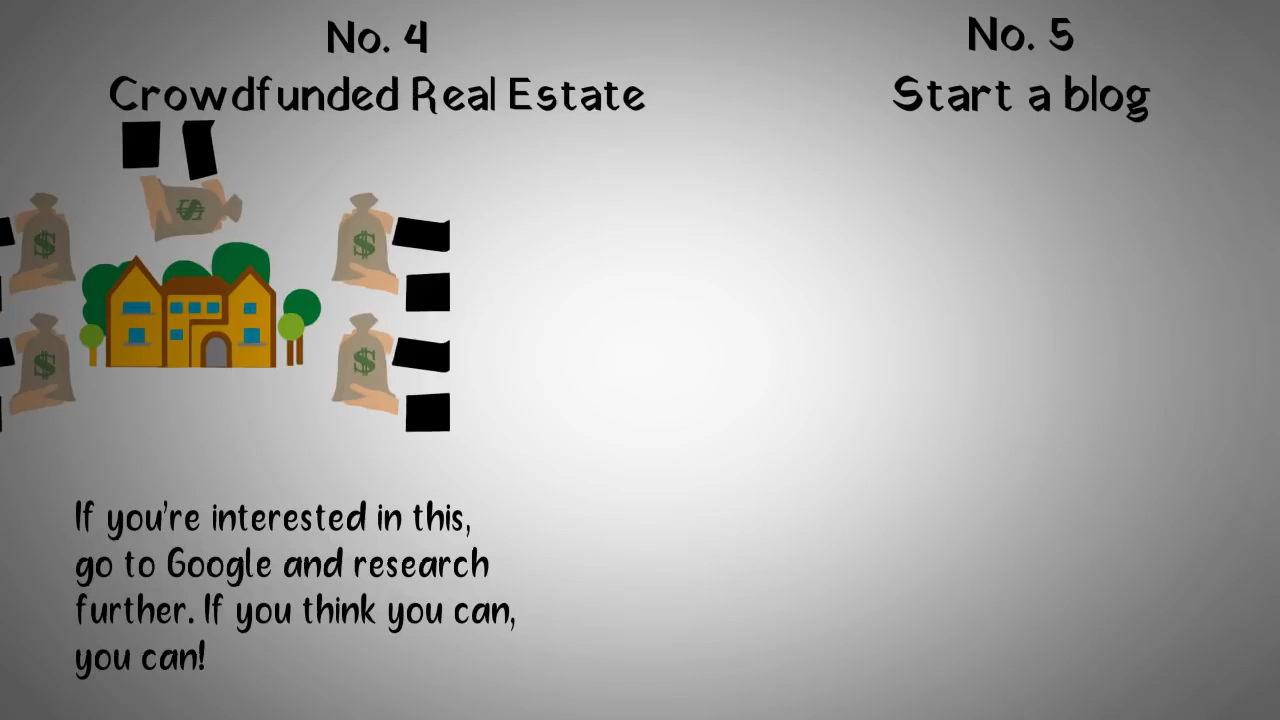 No. 4
Crowdfunded Real Estate
$
$
$
$
$
If you're interested in this,
go to Google and research
further. If you think you can,
you can!
No. 5
Start a blog